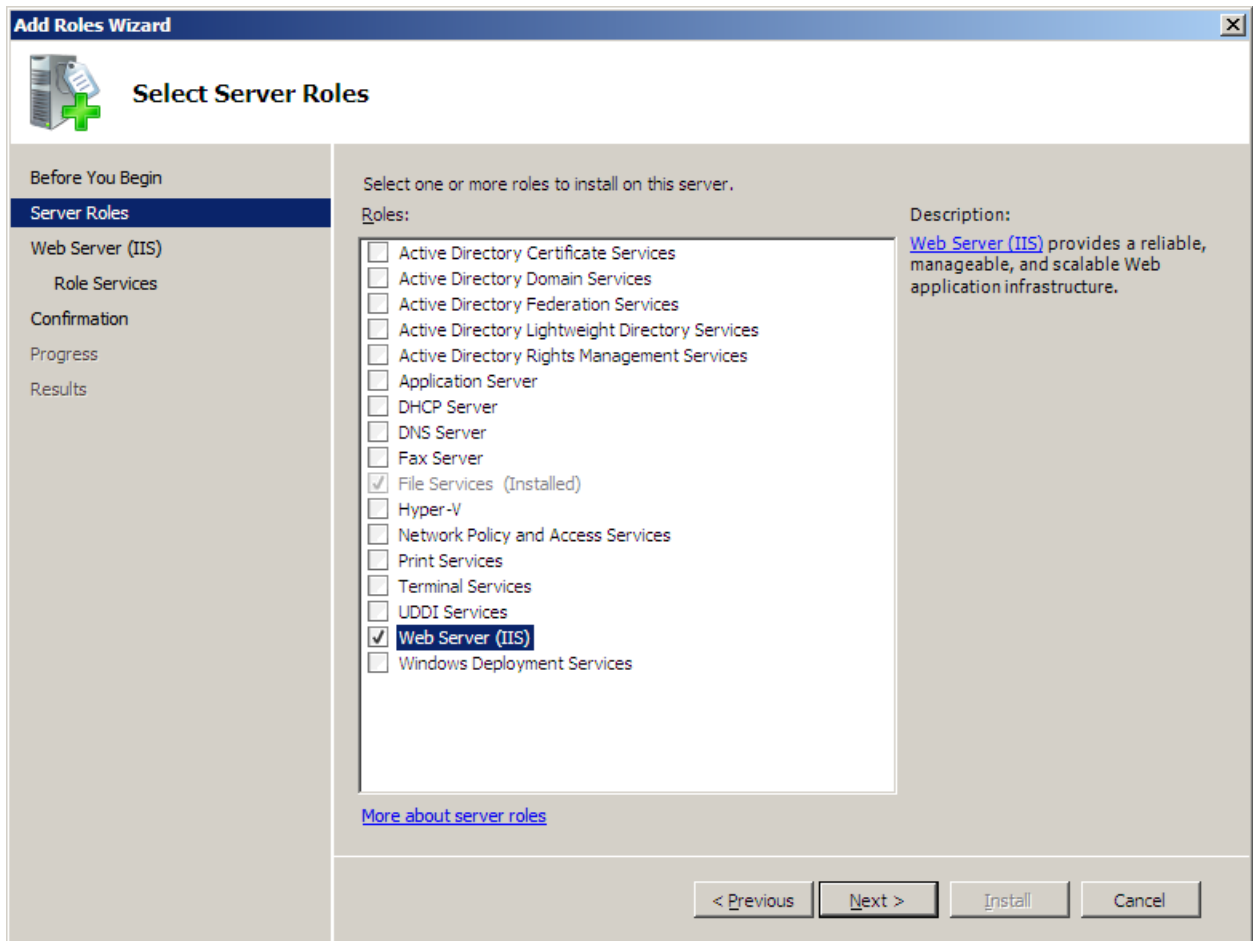 Add Roles Wizard
Select Server Roles
Before You Begin
Server Roles
Web Server (IIS)
Role Services
Confirmation
Progress
Results
Select one or more roles to install on this server.
Roles:
Active Directory Certificate Services
Active Directory Domain Services
Active Directory Federation Services
Active Directory Lightweight Directory Services
Active Directory Rights Management Services
Application Server
DHCP Server
DNS Server
Fax Server
File Services  (Installed)
Hyper-V
Network Policy and Access Services
Print Services
Terminal Services
UDDI Services
Web Server (IIS)
Windows Deployment Services
More about server roles
Description:
Web Server (IIS) provides a reliable,
manageable, and scalable Web
application infrastructure.
< Previous
Next >
Install
Cancel